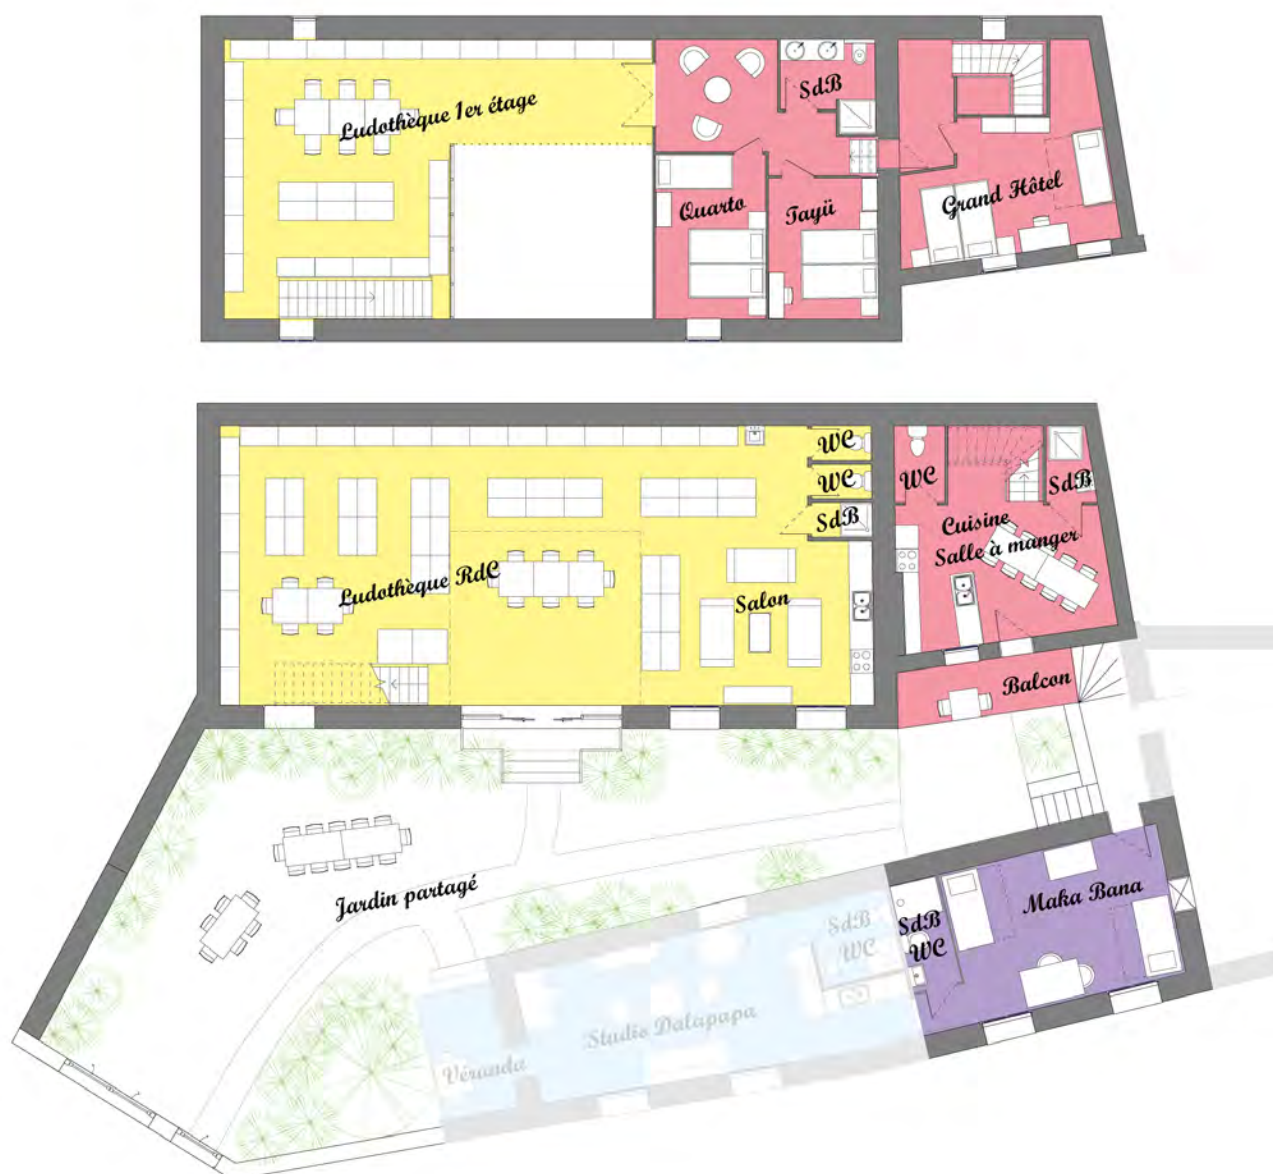 SdB
Ludothèque 1er étage
Quarto
Tayü
Grand Hôtel
WC
WC
SdB
WC
SdB
Cuisine
Salle à manger
Ludothèque RdC
Salon
Balcon
Jardin partagé
SdB
WC
SdB
WC
Maka Bana
Studio Dalapapa
Véranda